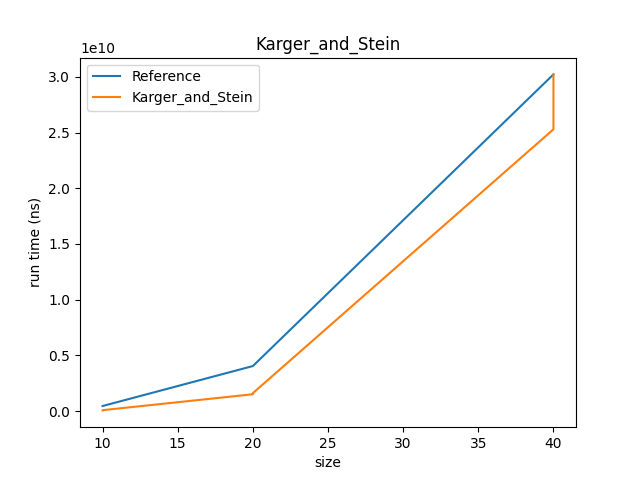 Karger_and_Stein
1e10
Reference
Karger_and_Stein
3.0
2.5
2.0
1.5
1.0
0.5
0.0
run time (ns)
10 15 20 25 30 35 40
size